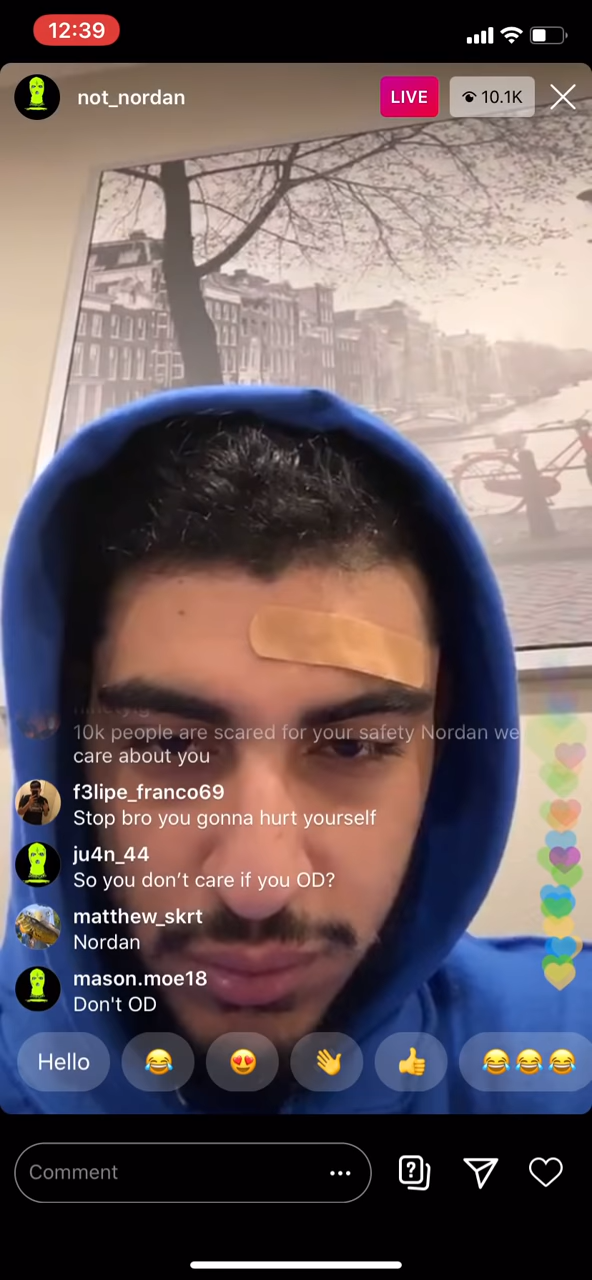 12:39
not_nordan
LIVE
10.1K
10k people are scared for your safety Nordan we
care about you
f3lipe_franco69
Stop bro you gonna hurt yourself
ju4n_44
So you don’t care if you OD?
matthew_skrt
Nordan
mason.moe18
Don't OD
Hello
Comment